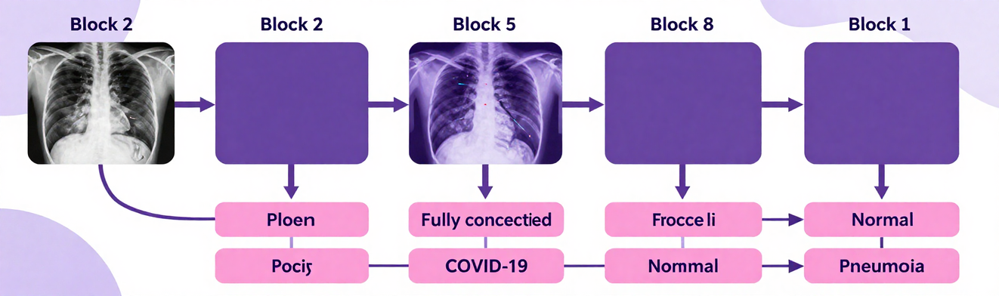 Block 2
Block 2
Block 5
Block 8
Block 1
Ploen
Fully concectied
Frocce li
Normal
COVID-19
Nommal
Pneumoia